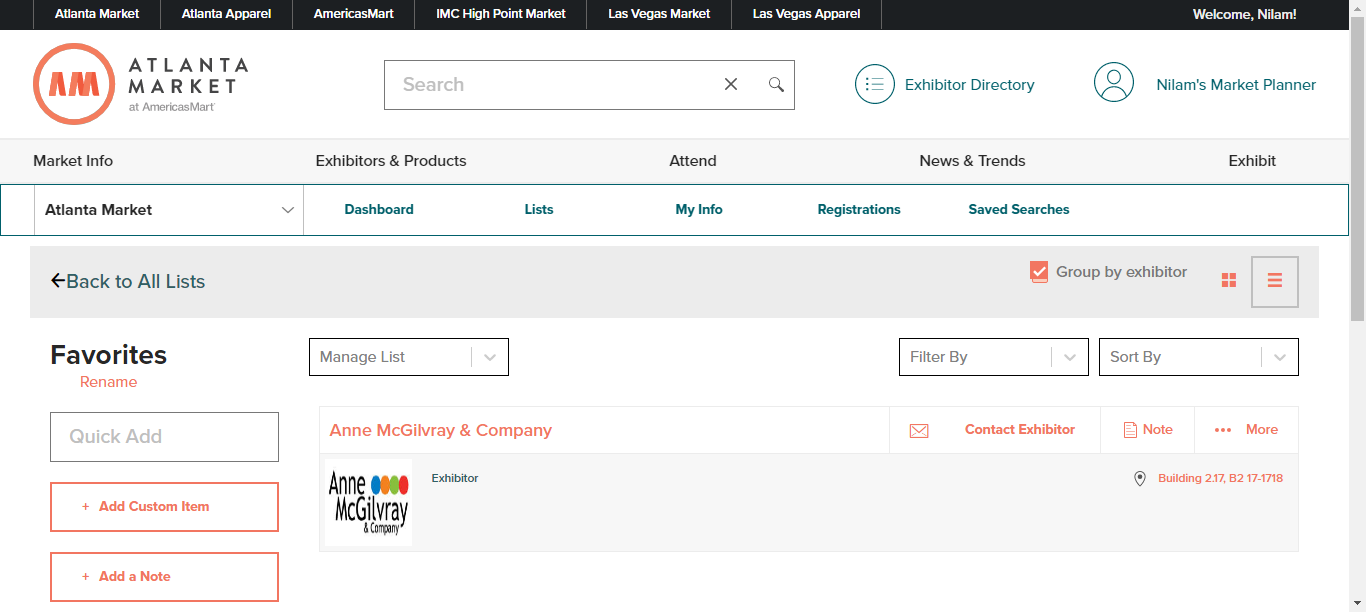 Atlanta Market Atlanta Apparel AmericasMart IMC High Point Market Las Vegas Market Las Vegas Apparel Welcome, Nilam!
AM ATLANTA
MARKET
at AmericasMart
Search
Exhibitor Directory
Nilam's Market Planner
Market Info Exhibitors & Products Attend News & Trends Exhibit
Atlanta Market Dashboard Lists My Info Registrations Saved Searches
Back to All Lists Group by exhibitor
Favorites
Rename
Manage List Filter By Sort By
Quick Add
+ Add Custom Item
+ Add a Note
Anne McGilvray & Company Contact Exhibitor Note More
Anne
McGilvray
& Company
Exhibitor Building 2.17, B2 17-1718